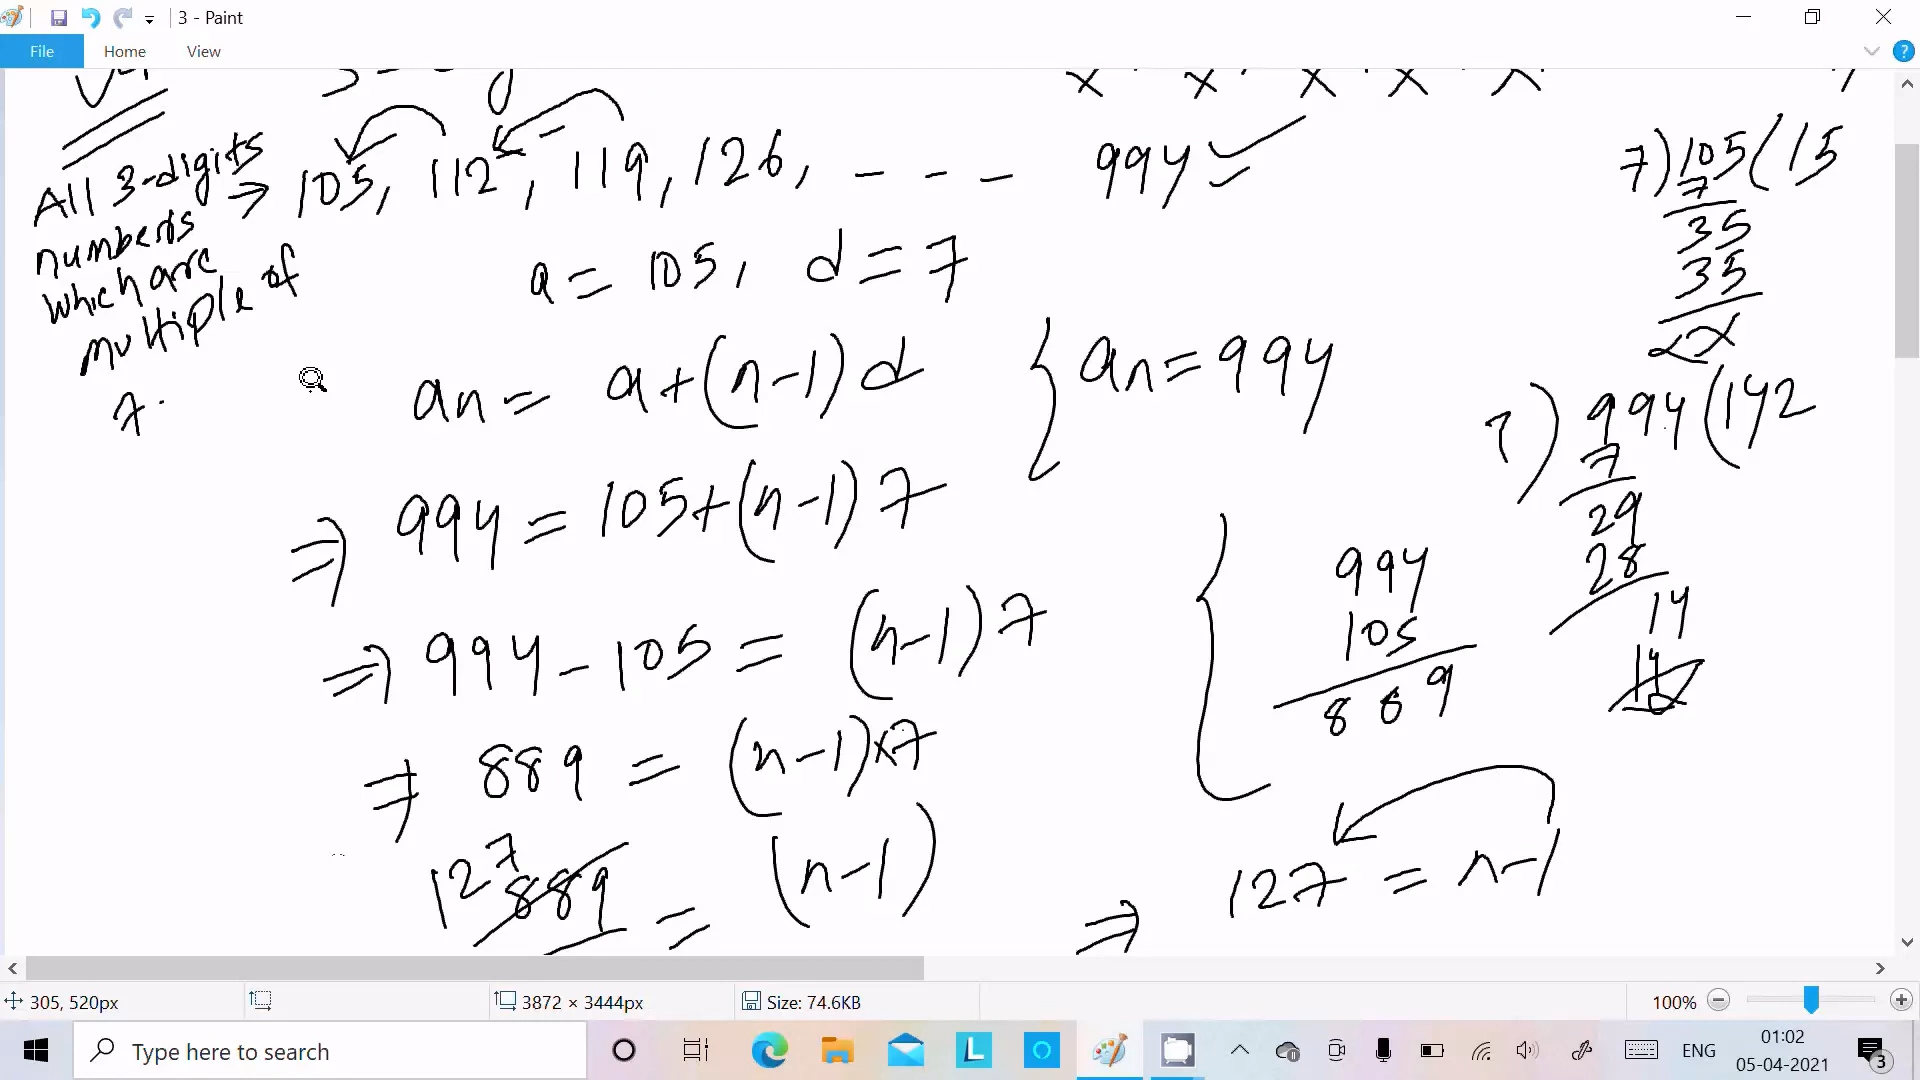 3 - Paint
File Home View
All 3-digits numbers which are multiple of 7.
⇒ 105, 112, 119, 126, - - - 994
a = 105, d = 7
an = a+(n-1)d
an = 994
⇒ 994 = 105+(n-1)7
⇒ 994 - 105 = (n-1)7
⇒ 889 = (n-1)×7
127
889 = (n-1)
994
105
889
⇒ 127 = n-1
7)105(15
7
35
35
×
7)994(142
7
29
28
14
14
305, 520px
3872 × 3444px
Size: 74.6KB
100%
Type here to search
L
ENG
01:02
05-04-2021
3